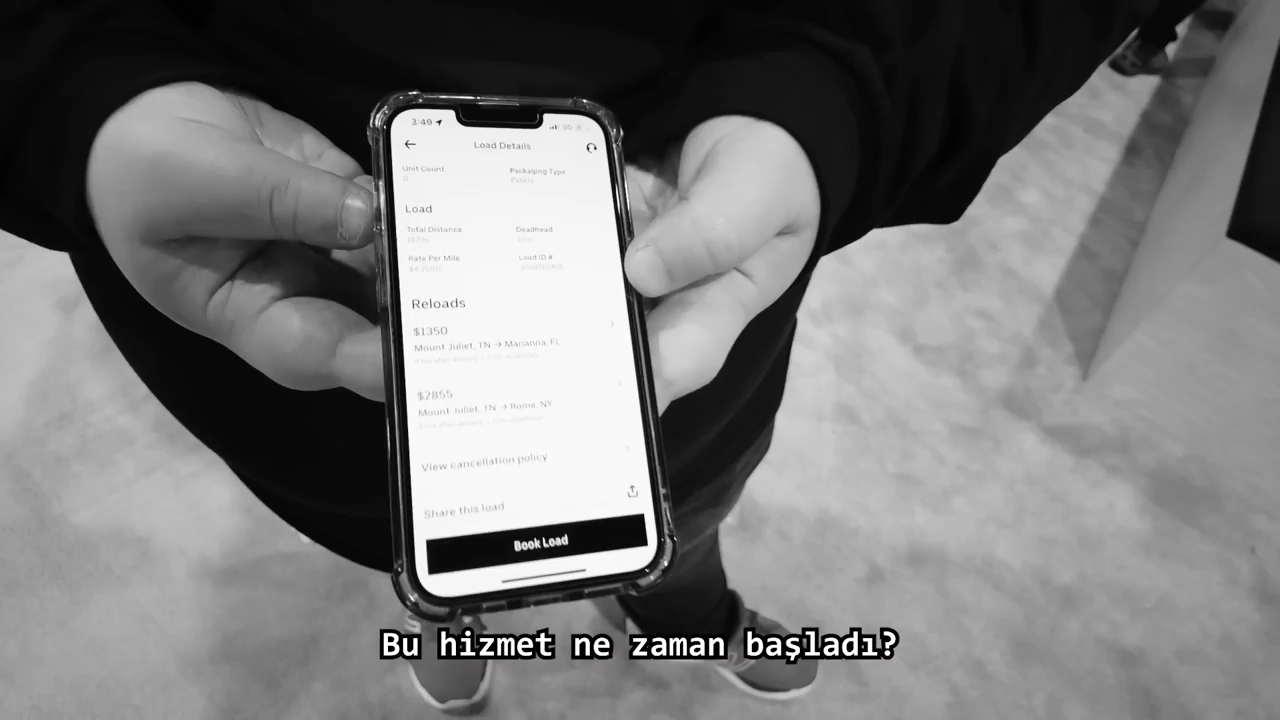 3:49
Load Details
Unit Count
Packaging Type
Load
Total Distance
Deadhead
Rate Per Mile
Load ID #
Reloads
$1350
Mount Juliet, TN → Marianna, FL
$2855
Mount Juliet, TN → Rome, NY
View cancellation policy
Share this load
Book Load
Bu hizmet ne zaman başladı?